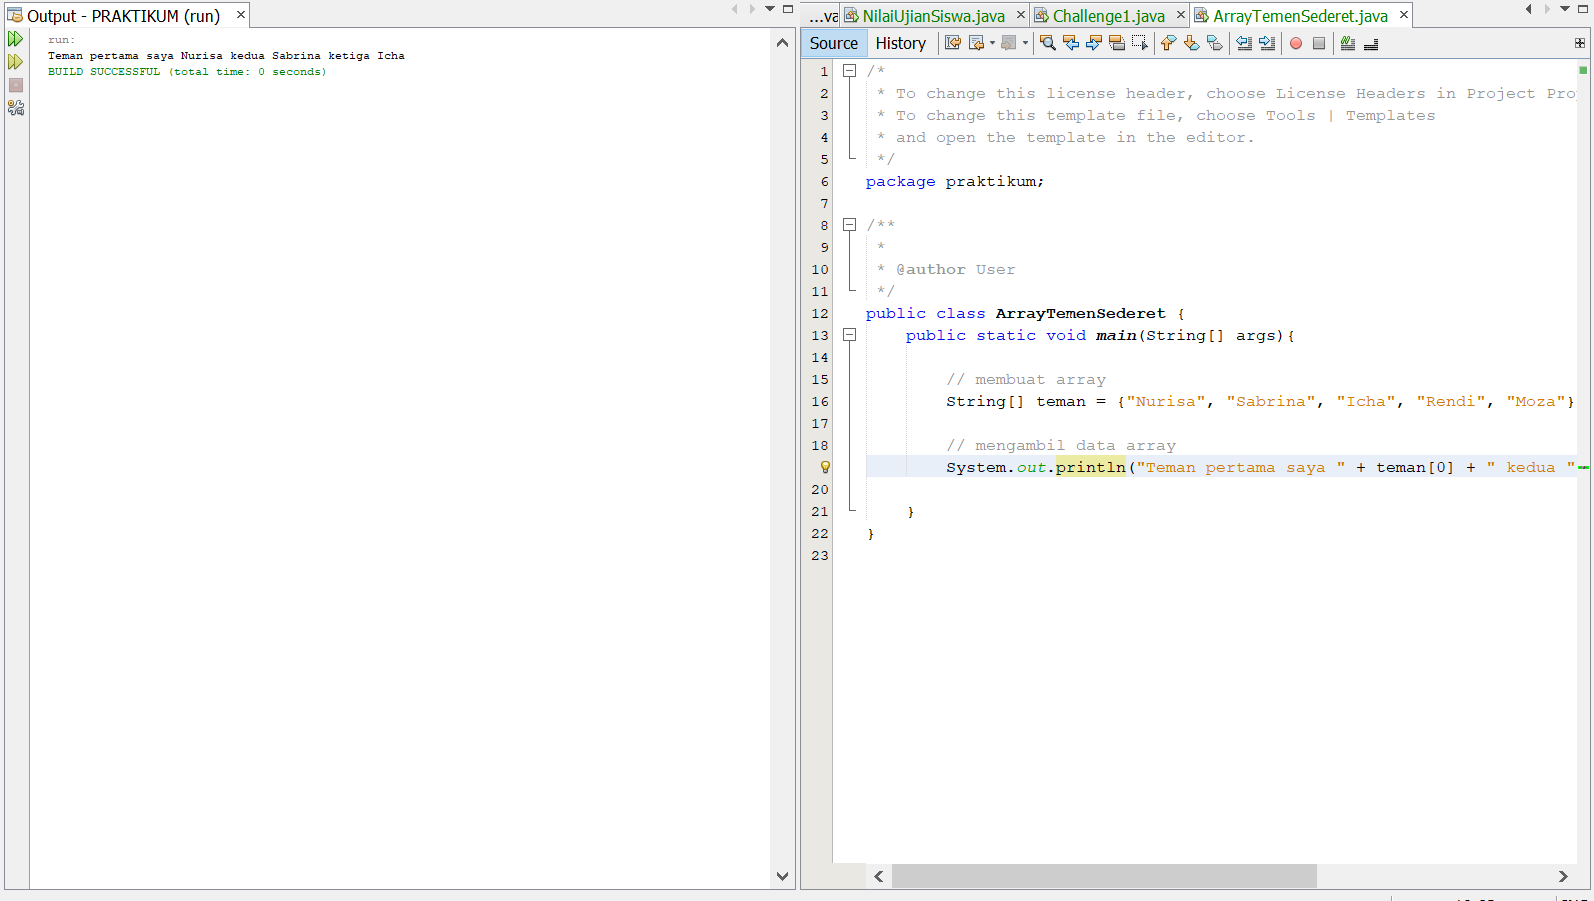 Output - PRAKTIKUM (run)
run:
Teman pertama saya Nurisa kedua Sabrina ketiga Icha
BUILD SUCCESSFUL (total time: 0 seconds)
...va NilaiUjianSiswa.java Challenge1.java ArrayTemenSederet.java
Source History
1 /*
2 * To change this license header, choose License Headers in Project Pro
3 * To change this template file, choose Tools | Templates
4 * and open the template in the editor.
5 */
6 package praktikum;
7
8 /**
9 *
10 * @author User
11 */
12 public class ArrayTemenSederet {
13 public static void main(String[] args){
14
15 // membuat array
16 String[] teman = {"Nurisa", "Sabrina", "Icha", "Rendi", "Moza"}
17
18 // mengambil data array
System.out.println("Teman pertama saya " + teman[0] + " kedua "
20
21 }
22 }
23